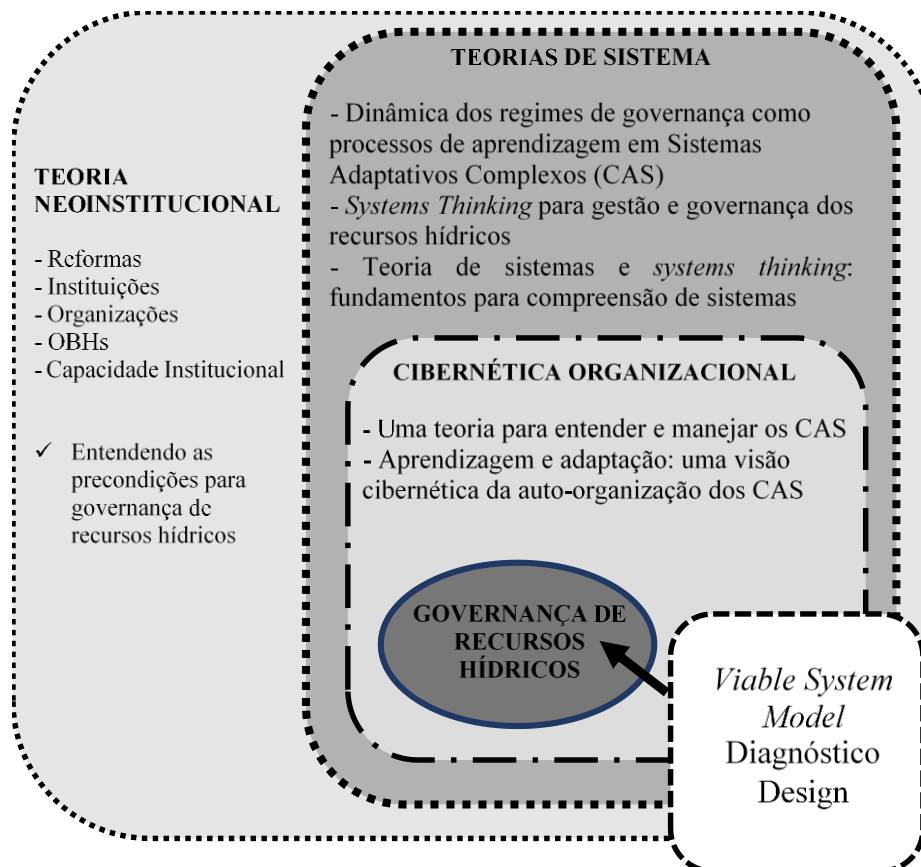 TEORIAS DE SISTEMA
- Dinâmica dos regimes de governança como
processos de aprendizagem em Sistemas
Adaptativos Complexos (CAS)
- Systems Thinking para gestão e governança dos
recursos hídricos
- Teoria de sistemas e systems thinking:
fundamentos para compreensão de sistemas
TEORIA
NEOINSTITUCIONAL
- Reformas
- Instituições
- Organizações
- OBHs
- Capacidade Institucional
✓ Entendendo as
precondições para
governança de
recursos hídricos
CIBERNÉTICA ORGANIZACIONAL
- Uma teoria para entender e manejar os CAS
- Aprendizagem e adaptação: uma visão
cibernética da auto-organização dos CAS
GOVERNANÇA DE
RECURSOS
HÍDRICOS
Viable System
Model
Diagnóstico
Design